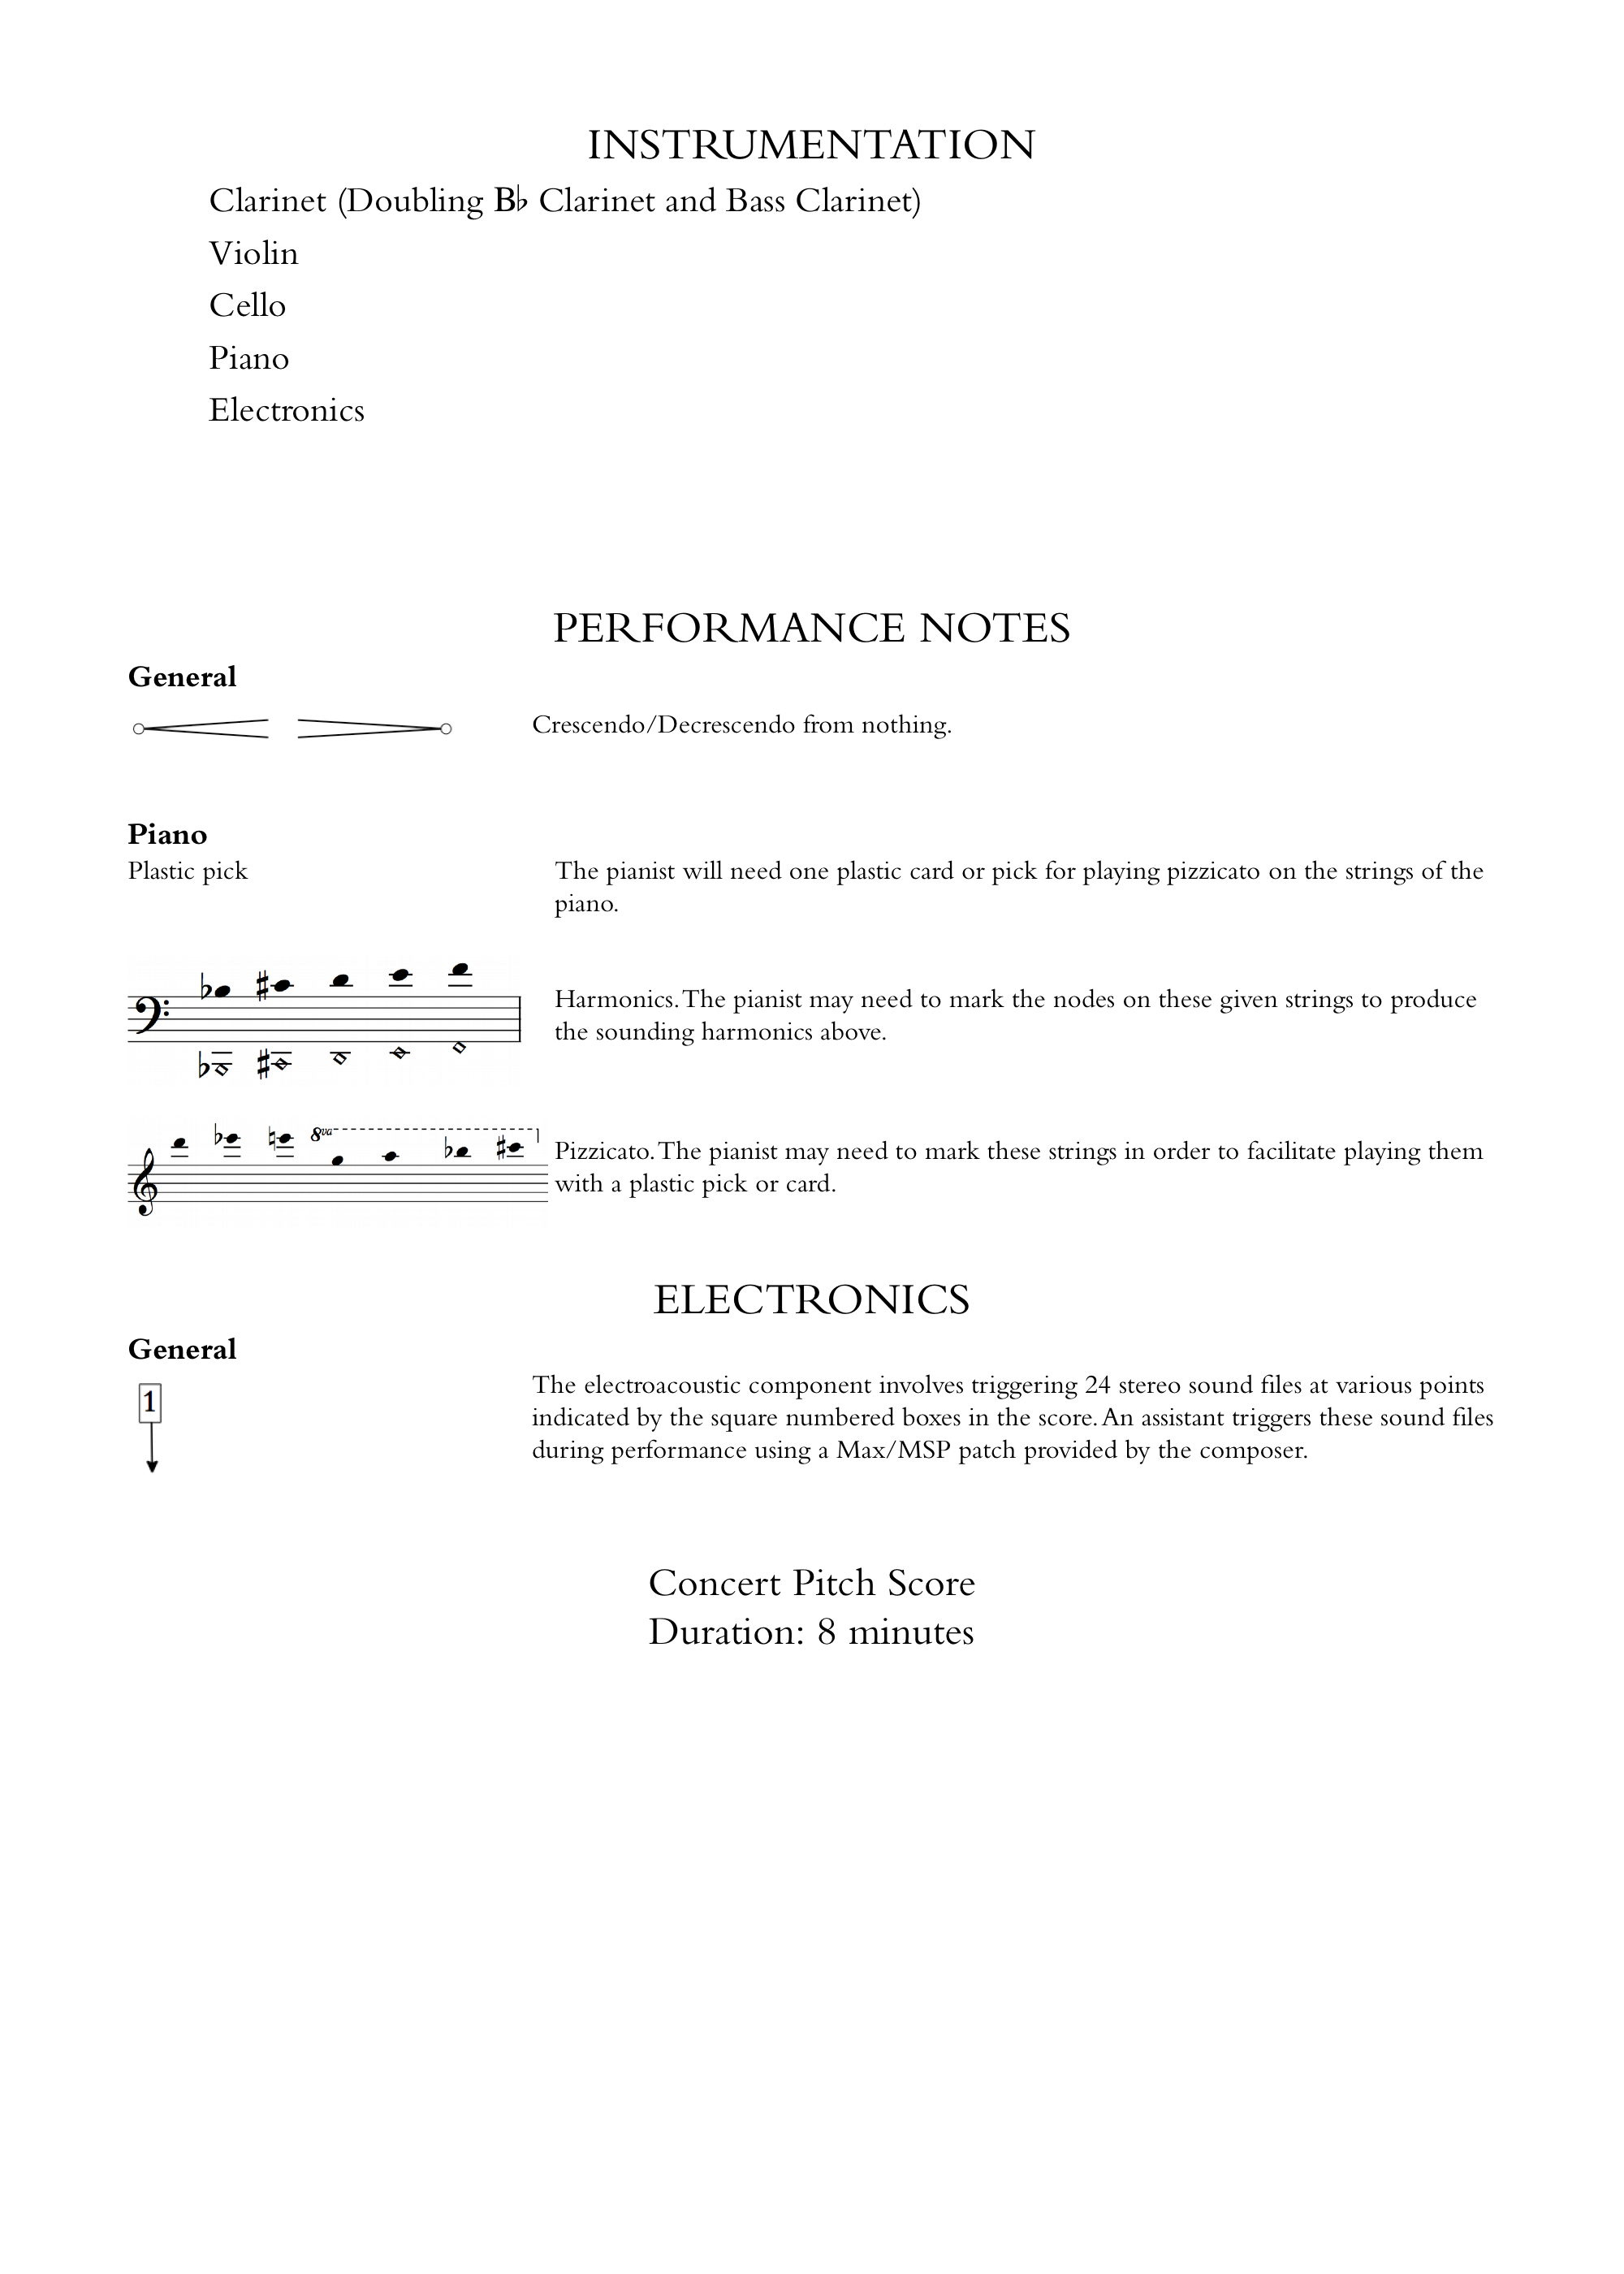 INSTRUMENTATION
Clarinet (Doubling B♭ Clarinet and Bass Clarinet)
Violin
Cello
Piano
Electronics
PERFORMANCE NOTES
General
Crescendo/Decrescendo from nothing.
Piano
Plastic pick
The pianist will need one plastic card or pick for playing pizzicato on the strings of the
piano.
Harmonics. The pianist may need to mark the nodes on these given strings to produce
the sounding harmonics above.
8va
Pizzicato. The pianist may need to mark these strings in order to facilitate playing them
with a plastic pick or card.
ELECTRONICS
General
1
The electroacoustic component involves triggering 24 stereo sound files at various points
indicated by the square numbered boxes in the score. An assistant triggers these sound files
during performance using a Max/MSP patch provided by the composer.
Concert Pitch Score
Duration: 8 minutes